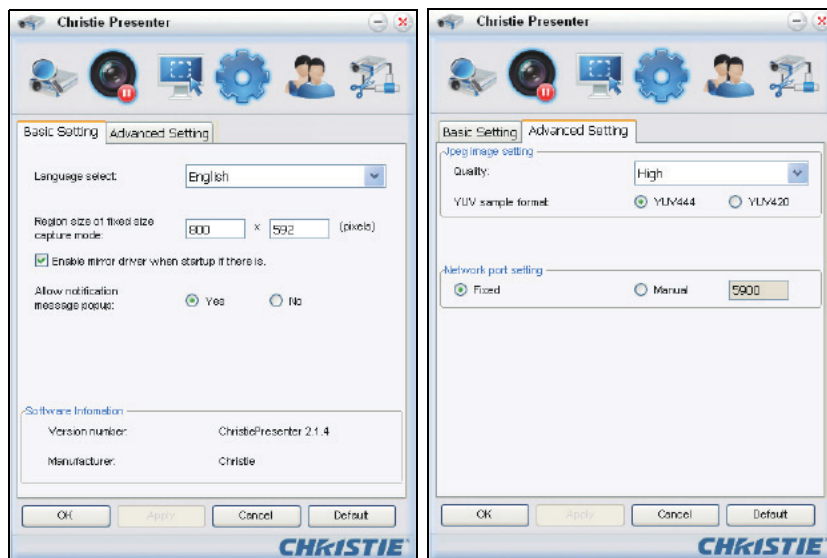 Christie Presenter
Basic Setting
Advanced Setting
Language select:
English
Region size of fixed size
capture mode:
800
x
592
(pixels)
Enable mirror driver when startup if there is.
Allow notification
message popup:
Yes
No
Software Infomation
Version number:
ChristiePresenter 2.1.4
Manufacturer:
Christie
OK
Apply
Cancel
Default
CHRISTIE
Christie Presenter
Basic Setting
Advanced Setting
Jpeg image setting
Quality:
High
YUV sample format:
YUV444
YUV420
Network port setting
Fixed
Manual
5900
OK
Apply
Cancel
Default
CHRISTIE